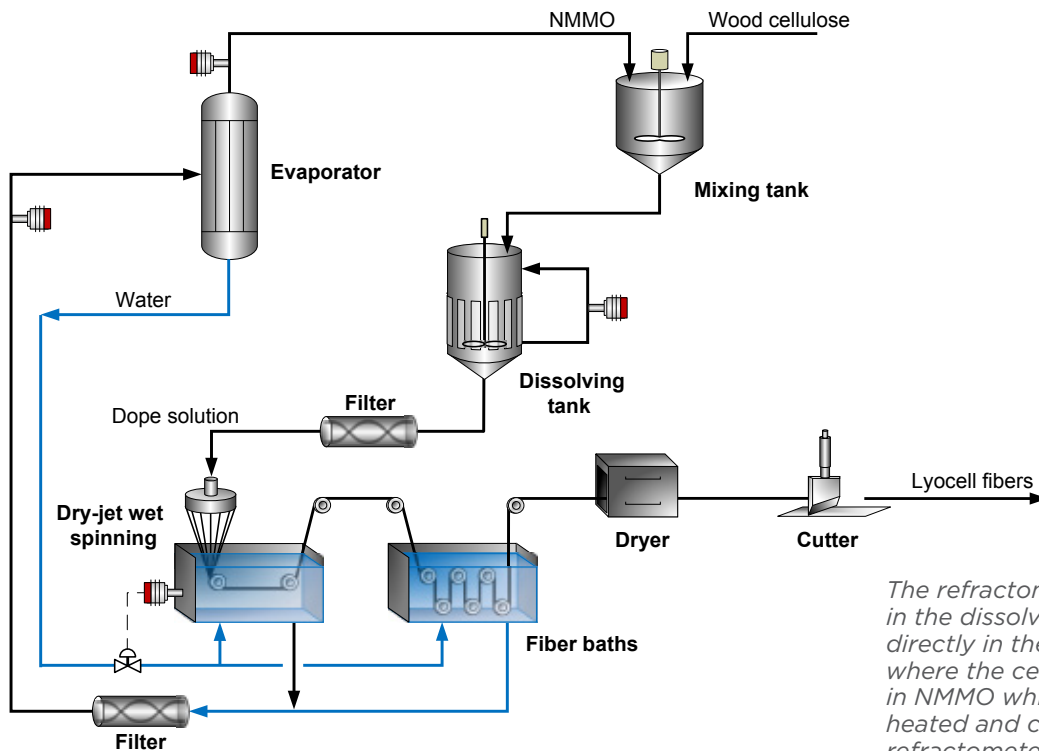 NMMO
Wood cellulose
Evaporator
Mixing tank
Water
Dissolving
tank
Filter
Dope solution
Lyocell fibers
Dry-jet wet
spinning
Dryer
Cutter
Fiber baths
Filter
The refractor
in the dissolv
directly in the
where the ce
in NMMO whi
heated and c
refractomete